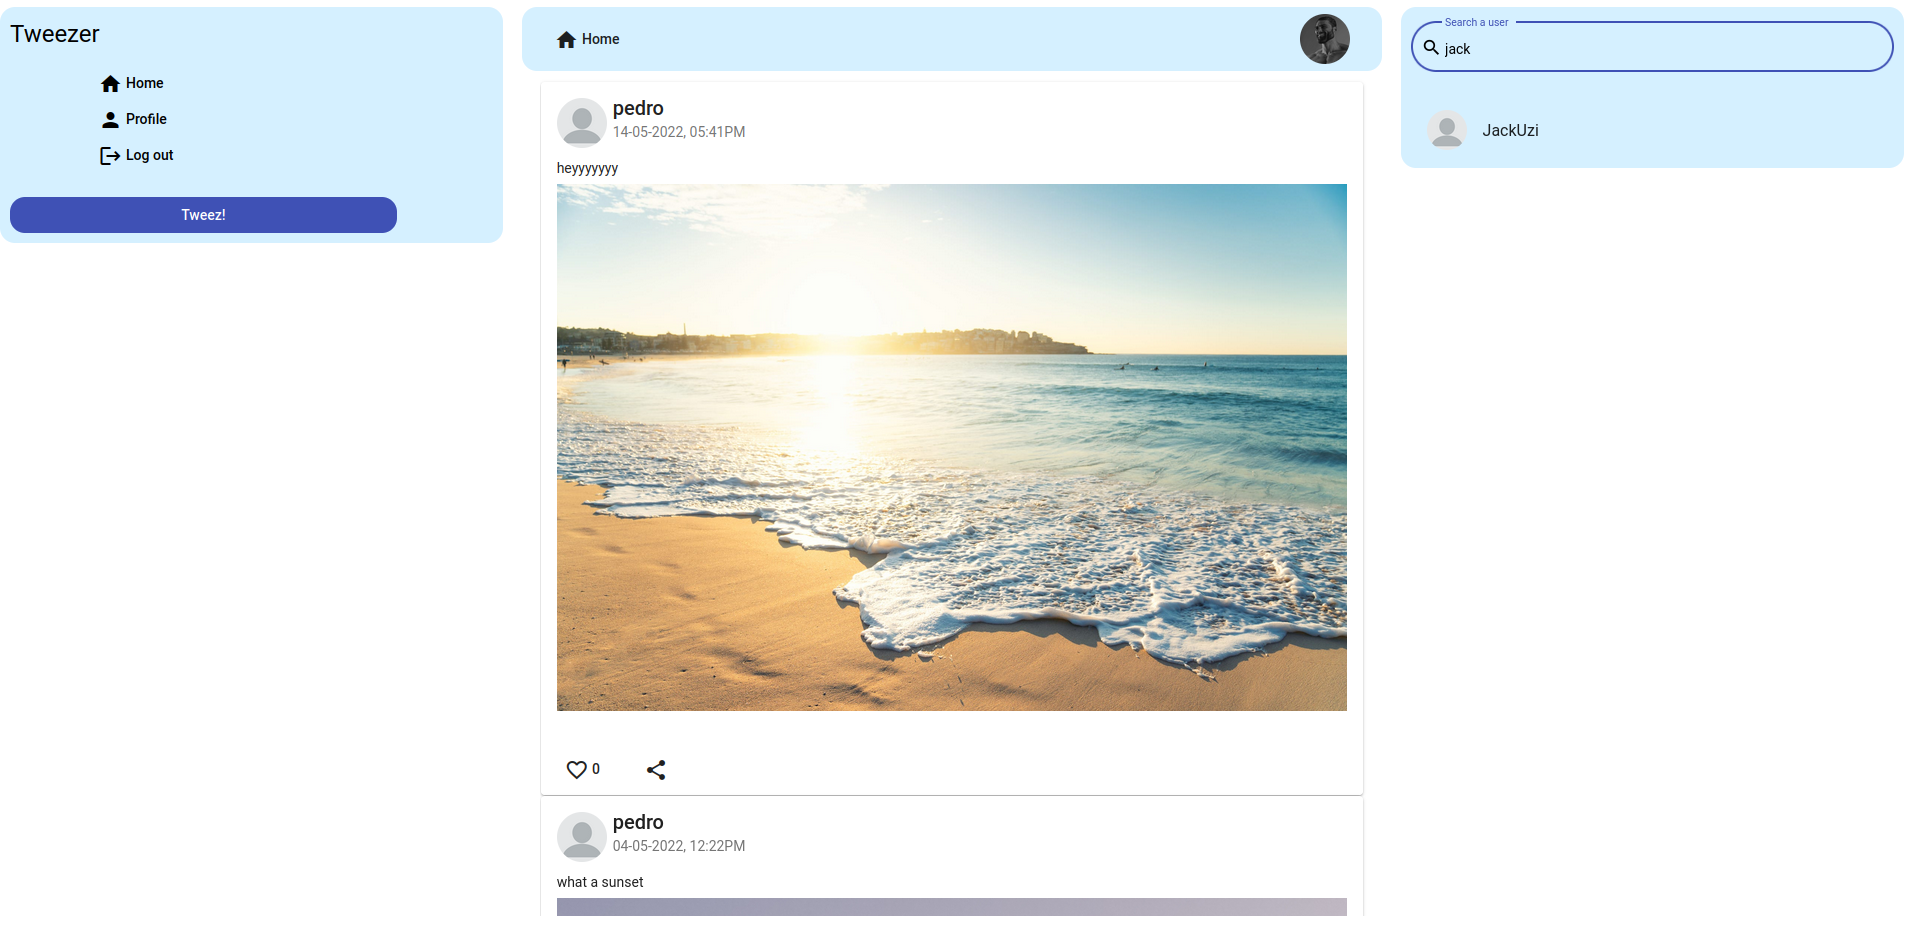 Tweezer
Home
Profile
Log out
Tweez!
Home
pedro
14-05-2022, 05:41PM
heyyyyyyy
0
pedro
04-05-2022, 12:22PM
what a sunset
Search a user
jack
JackUzi